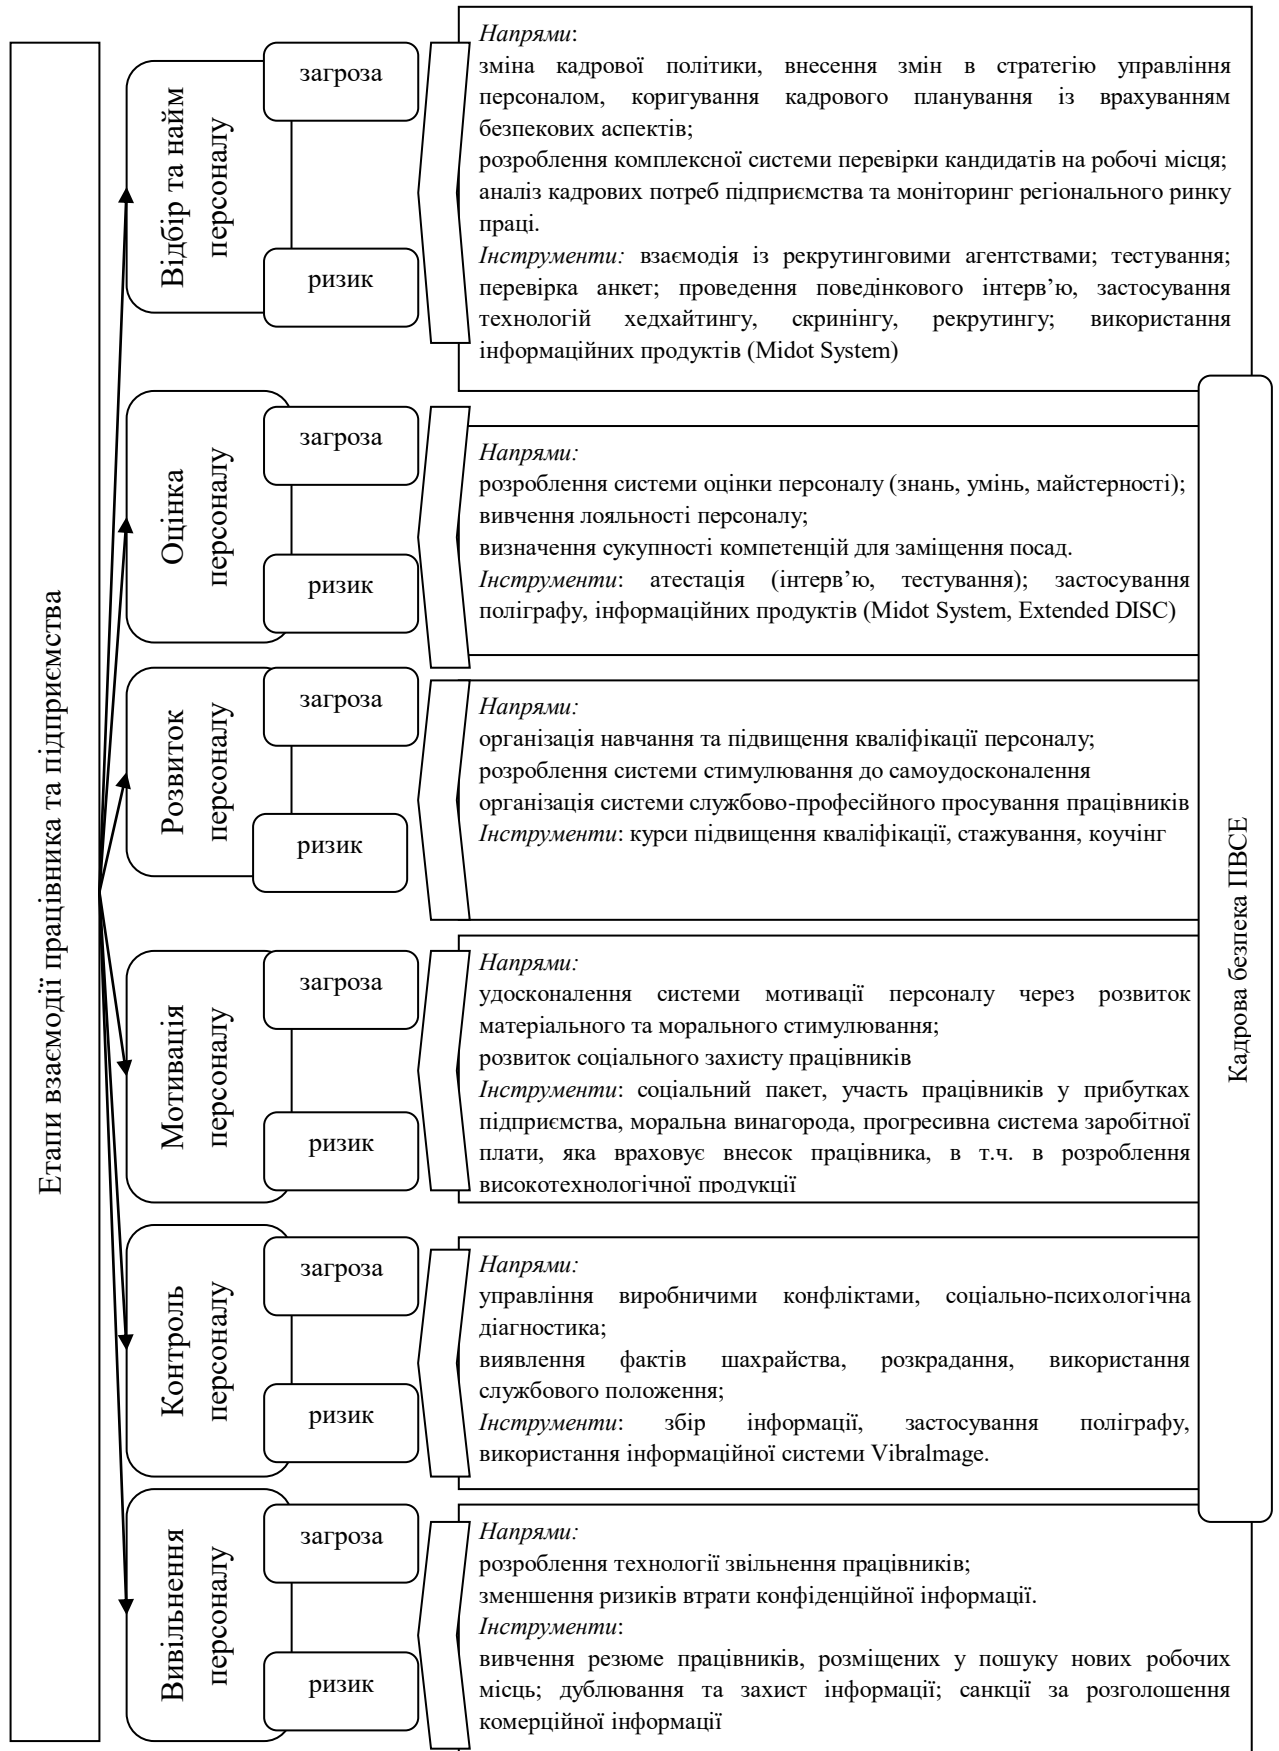 Етапи взаємодії працівника та підприємства
Відбір та найм
персоналу
загроза
ризик
Напрями:
зміна кадрової політики, внесення змін в стратегію управління
персоналом, коригування кадрового планування із врахуванням
безпекових аспектів;
розроблення комплексної системи перевірки кандидатів на робочі місця;
аналіз кадрових потреб підприємства та моніторинг регіонального ринку
праці.
Інструменти: взаємодія із рекрутинговими агентствами; тестування;
перевірка анкет; проведення поведінкового інтерв’ю, застосування
технологій хедхайтингу, скринінгу, рекрутингу; використання
інформаційних продуктів (Midot System)
Оцінка
персоналу
загроза
ризик
Напрями:
розроблення системи оцінки персоналу (знань, умінь, майстерності);
вивчення лояльності персоналу;
визначення сукупності компетенцій для заміщення посад.
Інструменти: атестація (інтерв’ю, тестування); застосування
поліграфу, інформаційних продуктів (Midot System, Extended DISC)
Розвиток
персоналу
загроза
ризик
Напрями:
організація навчання та підвищення кваліфікації персоналу;
розроблення системи стимулювання до самоудосконалення
організація системи службово-професійного просування працівників
Інструменти: курси підвищення кваліфікації, стажування, коучінг
Мотивація
персоналу
загроза
ризик
Напрями:
удосконалення системи мотивації персоналу через розвиток
матеріального та морального стимулювання;
розвиток соціального захисту працівників
Інструменти: соціальний пакет, участь працівників у прибутках
підприємства, моральна винагорода, прогресивна система заробітної
плати, яка враховує внесок працівника, в т.ч. в розроблення
високотехнологічної продукції
Контроль
персоналу
загроза
ризик
Напрями:
управління виробничими конфліктами, соціально-психологічна
діагностика;
виявлення фактів шахрайства, розкрадання, використання
службового положення;
Інструменти: збір інформації, застосування поліграфу,
використання інформаційної системи Vibralmage.
Вивільнення
персоналу
загроза
ризик
Напрями:
розроблення технології звільнення працівників;
зменшення ризиків втрати конфіденційної інформації.
Інструменти:
вивчення резюме працівників, розміщених у пошуку нових робочих
місць; дублювання та захист інформації; санкції за розголошення
комерційної інформації
Кадрова безпека ПВСЕ